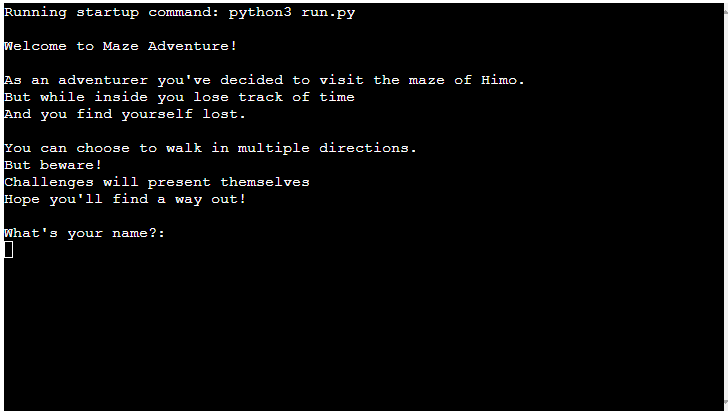 Running startup command: python3 run.py
Welcome to Maze Adventure!
As an adventurer you've decided to visit the maze of Himo.
But while inside you lose track of time
And you find yourself lost.
You can choose to walk in multiple directions.
But beware!
Challenges will present themselves
Hope you'll find a way out!
What's your name?: